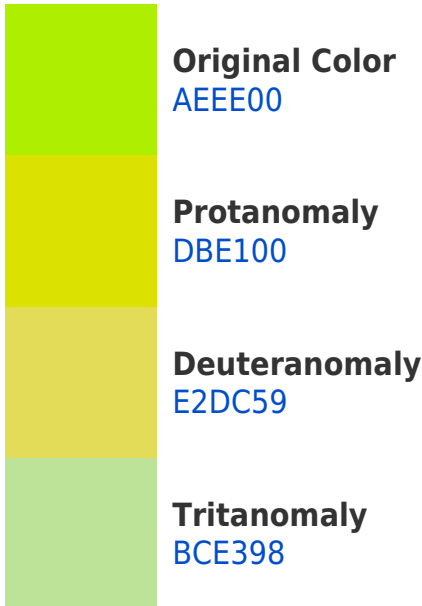 Original Color
AEEE00
Protanomaly
DBE100
Deuteranomaly
E2DC59
Tritanomaly
BCE398